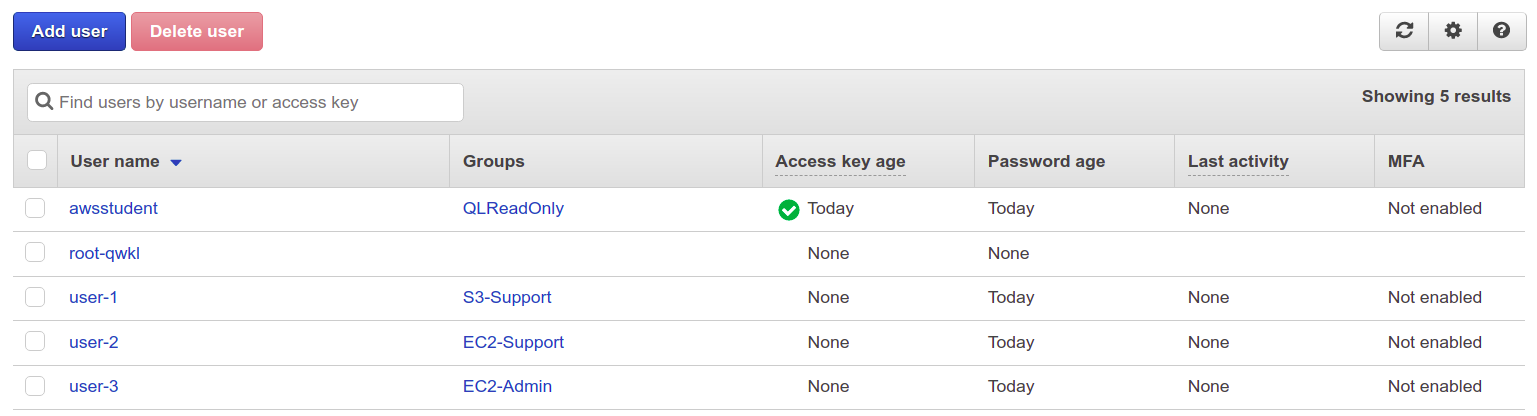 Add user Delete user
Find users by username or access key Showing 5 results
User name Groups Access key age Password age Last activity MFA
awsstudent QLReadOnly Today Today None Not enabled
root-qwkl None None
user-1 S3-Support None Today None Not enabled
user-2 EC2-Support None Today None Not enabled
user-3 EC2-Admin None Today None Not enabled